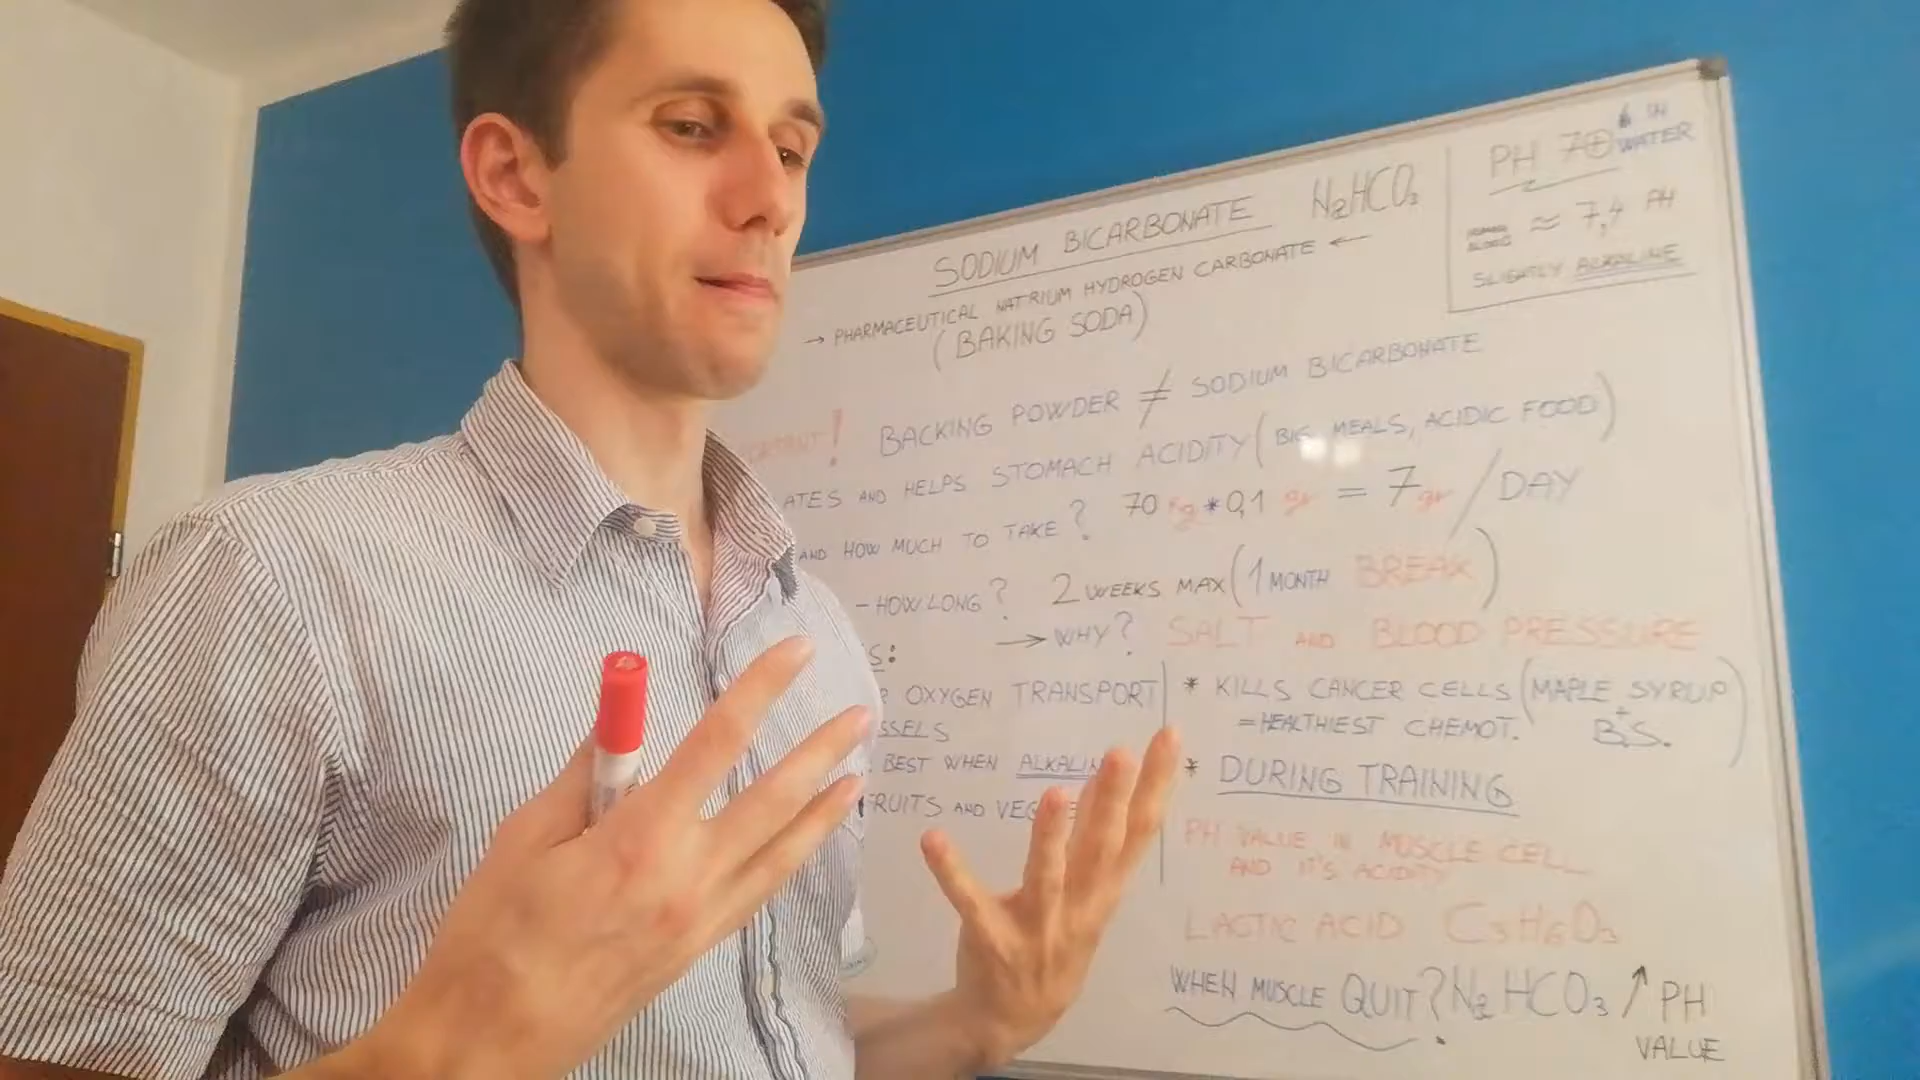 SODIUM BICARBONATE N2HCO3
→ PHARMACEUTICAL NATRIUM HYDROGEN CARBONATE ←
(BAKING SODA)
PH 7⊕ IN
WATER
≈ 7,4 PH
SLIGHTLY ALKALINE
! BACKING POWDER ≠ SODIUM BICARBONATE
ATES AND HELPS STOMACH ACIDITY (BIG MEALS, ACIDIC FOOD)
AND HOW MUCH TO TAKE? 70 Kg * 0,1 gr = 7 gr / DAY
- HOW LONG? 2 WEEKS MAX (1 MONTH BREAK)
→ WHY? SALT AND BLOOD PRESSURE
S:
OXYGEN TRANSPORT
SSELS
BEST WHEN ALKALIN
FRUITS AND VEG
* KILLS CANCER CELLS (MAPLE SYRUP
= HEALTHIEST CHEMOT. + B.S.)
* DURING TRAINING
PH VALUE IN MUSCLE CELL
AND IT'S ACIDITY
LACTIC ACID C3H6O3
WHEN MUSCLE QUIT? N2HCO3 ↑ PH
VALUE